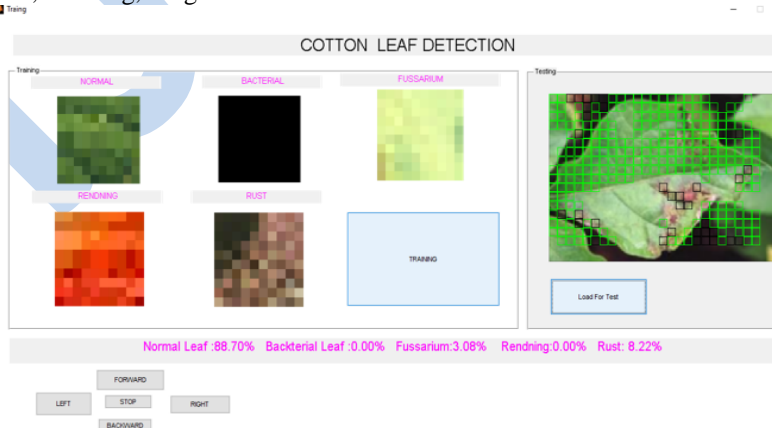 Traing
COTTON LEAF DETECTION
Training
NORMAL
BACTERIAL
FUSSARIUM
RENDNING
RUST
TRAINING
Testing
Load For Test
Normal Leaf :88.70% Backterial Leaf :0.00% Fussarium:3.08% Rendning:0.00% Rust: 8.22%
FORWARD
LEFT
STOP
RIGHT
BACKWARD